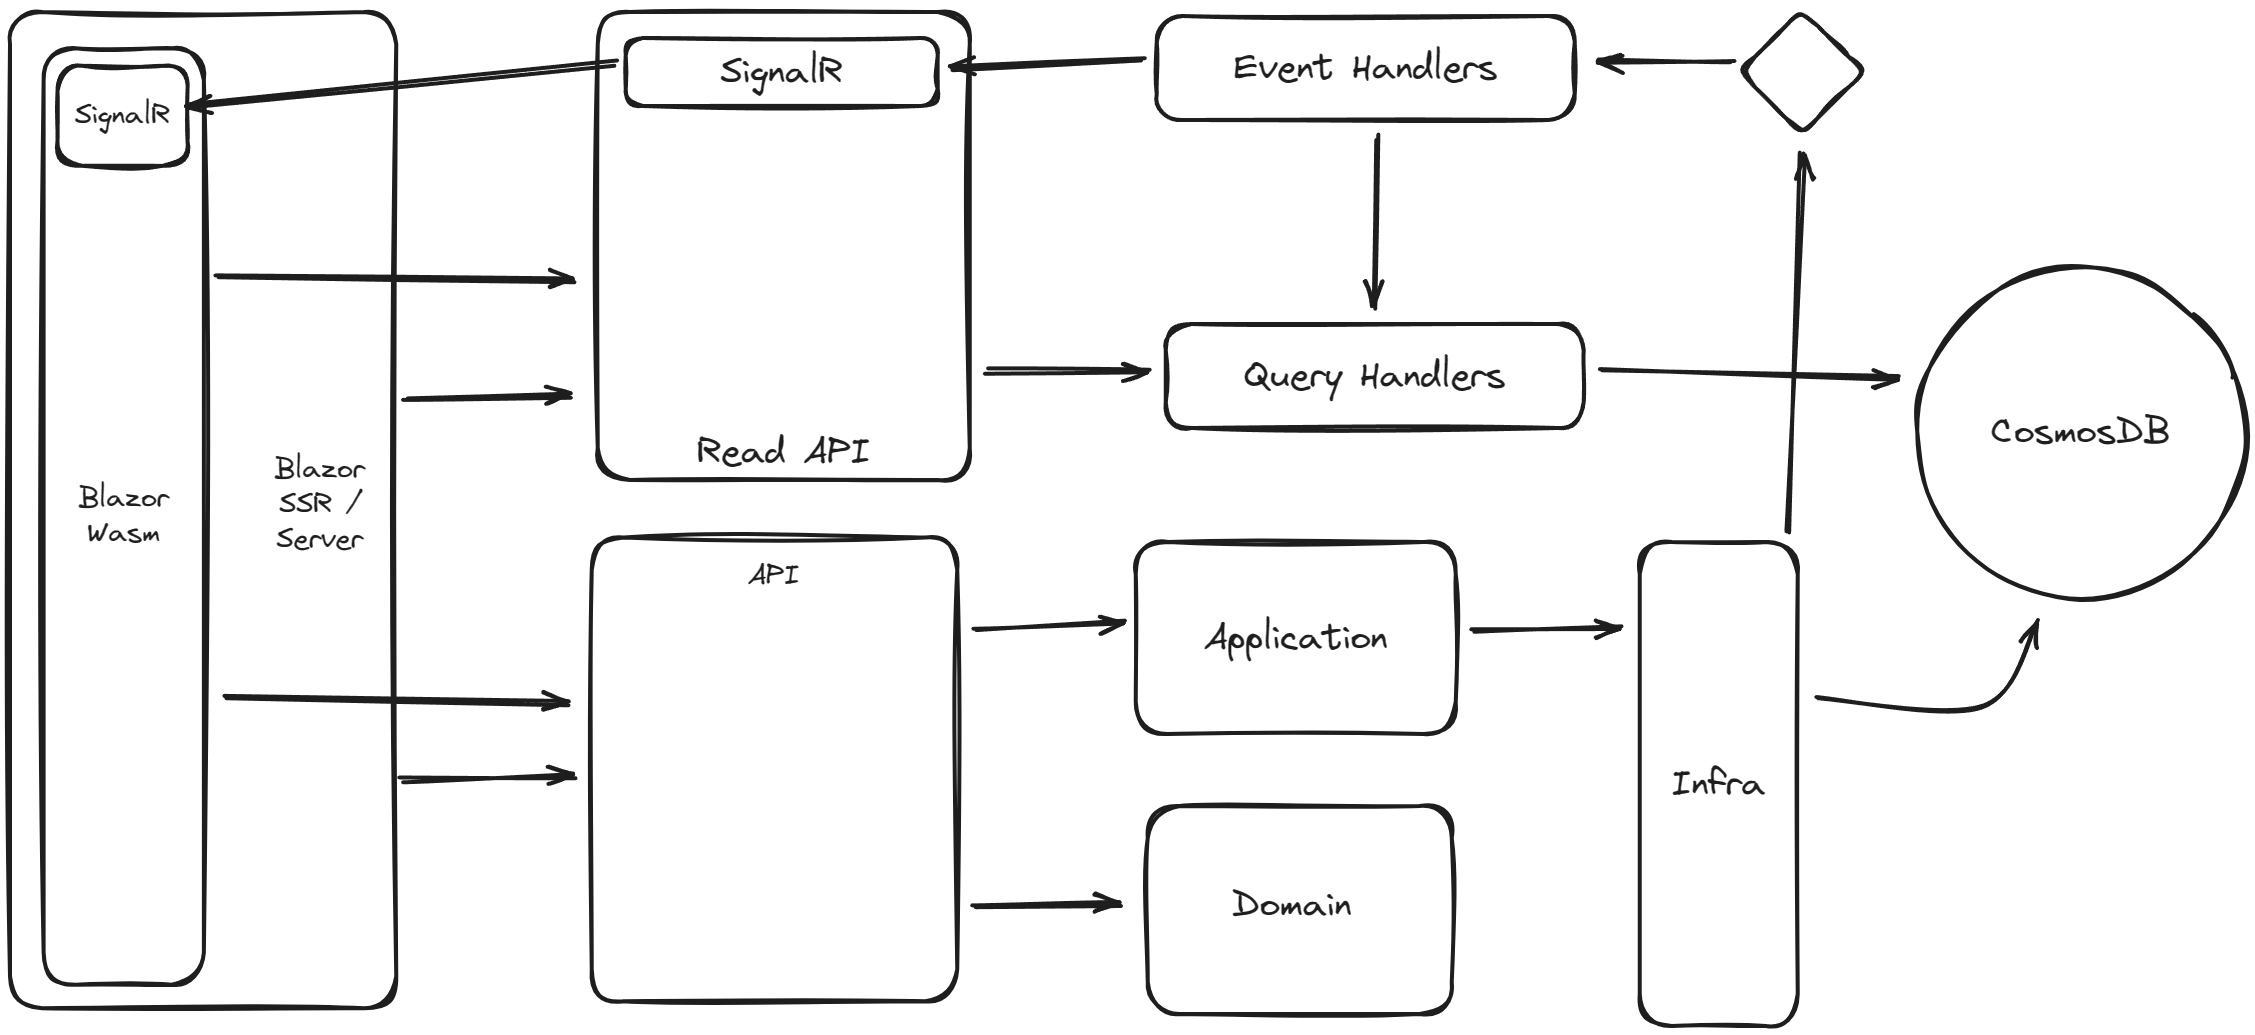 SignalR
SignalR
Event Handlers
Query Handlers
CosmosDB
Read API
Blazor
SSR /
Server
Blazor
Wasm
API
Application
Infra
Domain